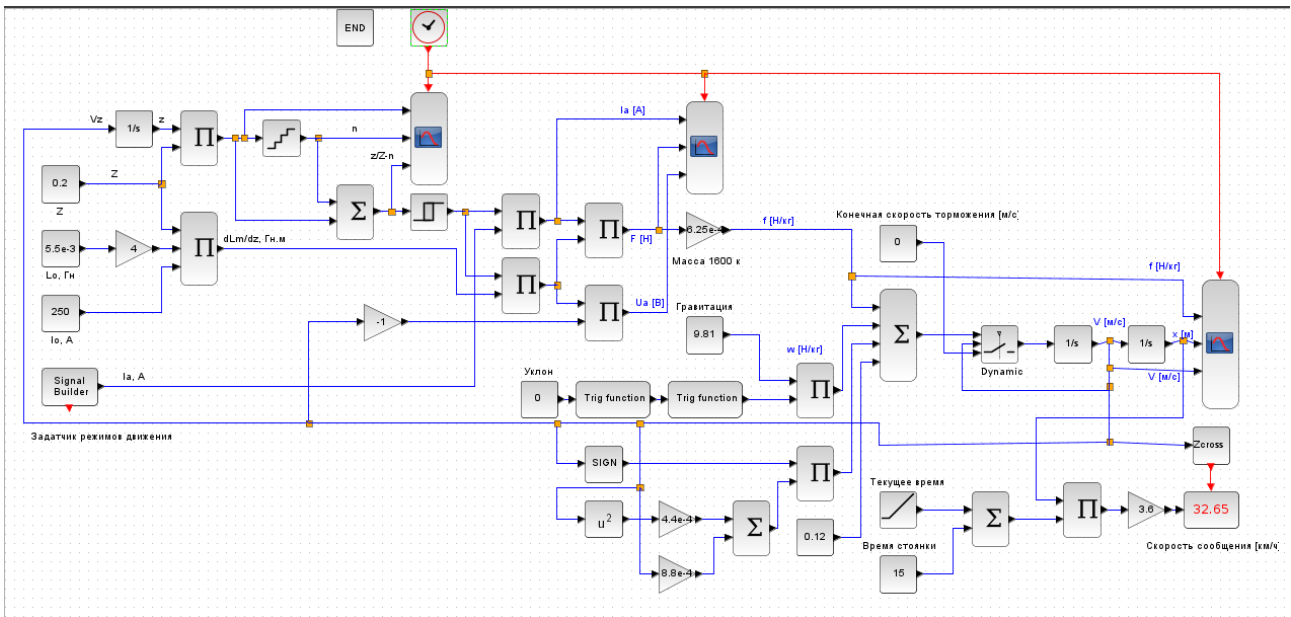 END
Vz
1/s
z
Π
n
z/Z-n
Ia [A]
0.2
Z
Z
Σ
5.5e-3
Lo, Гн
4
Π
dLm/dz, Гн.м
250
Io, A
Π
Π
F [H]
6.25e-4
Масса 1600 к
f [H/кг]
Конечная скорость торможения [м/с]
0
f [H/кг]
Π
Π
Ua [B]
-1
Гравитация
9.81
w [H/кг]
Σ
Dynamic
1/s
V [м/с]
1/s
x [м]
V [м/с]
Signal
Builder
Ia, A
Задатчик режимов движения
Уклон
0
Trig function
Trig function
Π
SIGN
Π
u²
4.4e-4
Σ
8.8e-4
0.12
Текущее время
Σ
Время стоянки
15
Π
3.6
Zcross
32.65
Скорость сообщения [км/ч]